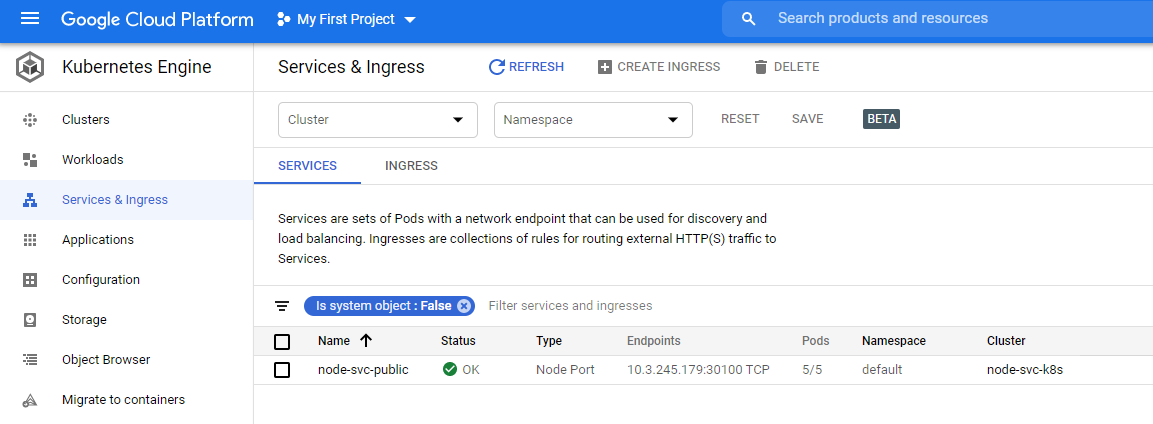 Google Cloud Platform My First Project Search products and resources
Kubernetes Engine Services & Ingress REFRESH CREATE INGRESS DELETE
Clusters Cluster Namespace RESET SAVE BETA
Workloads SERVICES INGRESS
Services & Ingress
Services are sets of Pods with a network endpoint that can be used for discovery and
Applications load balancing. Ingresses are collections of rules for routing external HTTP(S) traffic to
Services.
Configuration
Storage Is system object : False Filter services and ingresses
Name Status Type Endpoints Pods Namespace Cluster
Object Browser node-svc-public OK Node Port 10.3.245.179:30100 TCP 5/5 default node-svc-k8s
Migrate to containers